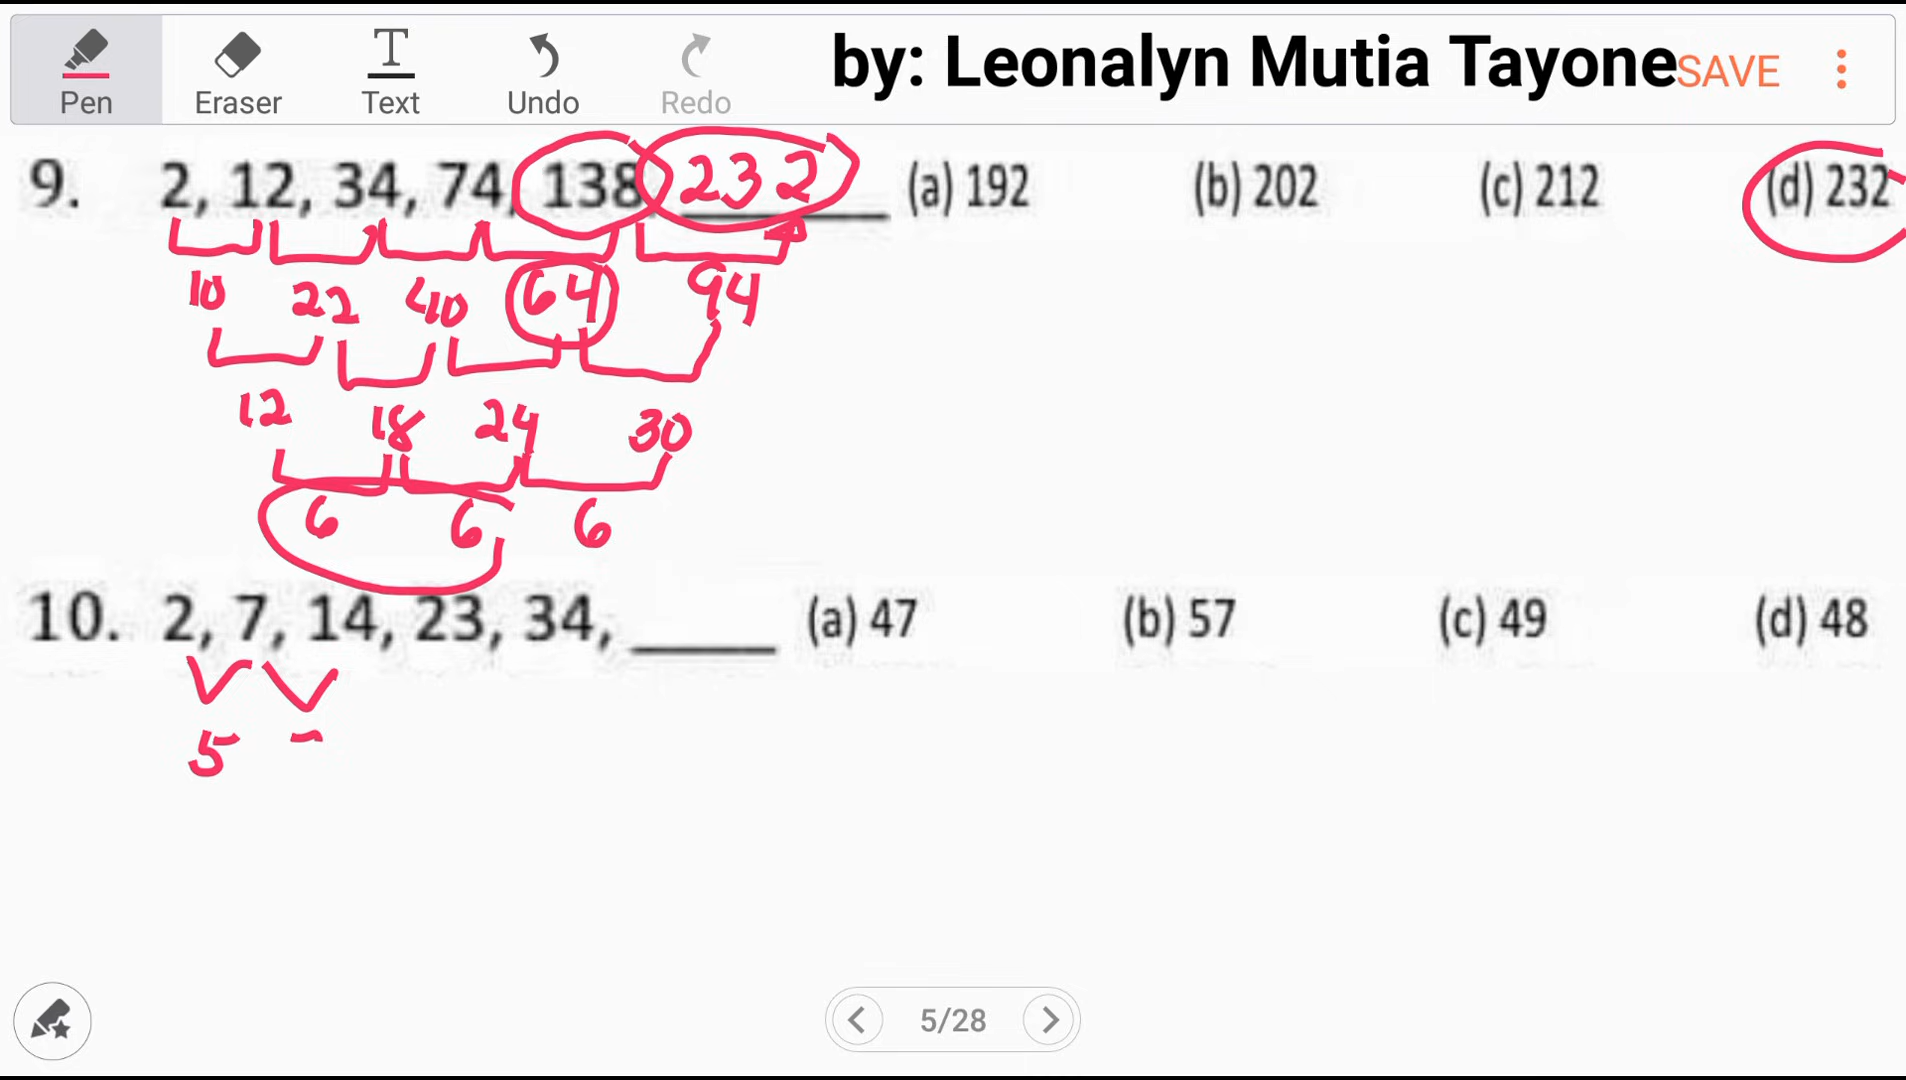 by: Leonalyn Mutia Tayone
Pen Eraser Text Undo Redo SAVE
9. 2, 12, 34, 74, 138, 232 (a) 192 (b) 202 (c) 212 (d) 232
10 22 40 64 94
12 18 24 30
6 6 6
10. 2, 7, 14, 23, 34, ____ (a) 47 (b) 57 (c) 49 (d) 48
5
5/28